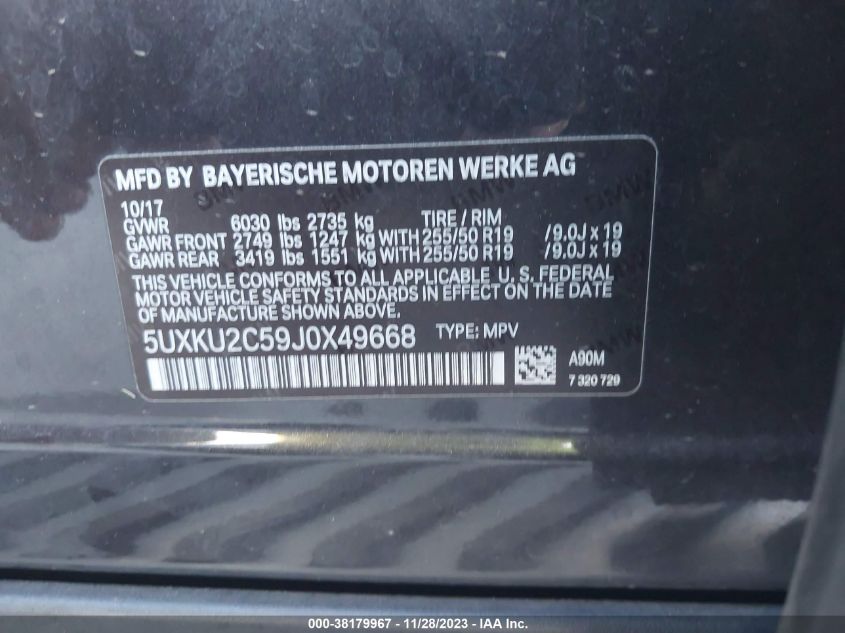 MFD BY BAYERISCHE MOTOREN WERKE AG
10/17
GVWR 6030 lbs 2735 kg TIRE / RIM
GAWR FRONT 2749 lbs 1247 kg WITH 255/50 R19 /9.0J x 19
GAWR REAR 3419 lbs 1551 kg WITH 255/50 R19 /9.0J x 19
THIS VEHICLE CONFORMS TO ALL APPLICABLE U. S. FEDERAL
MOTOR VEHICLE SAFETY STANDARDS IN EFFECT ON THE DATE
OF MANUFACTURE SHOWN ABOVE.
5UXKU2C59J0X49668 TYPE: MPV
A90M
7 320 729
000-38179967 | 11/28/2023 – IAA Inc.